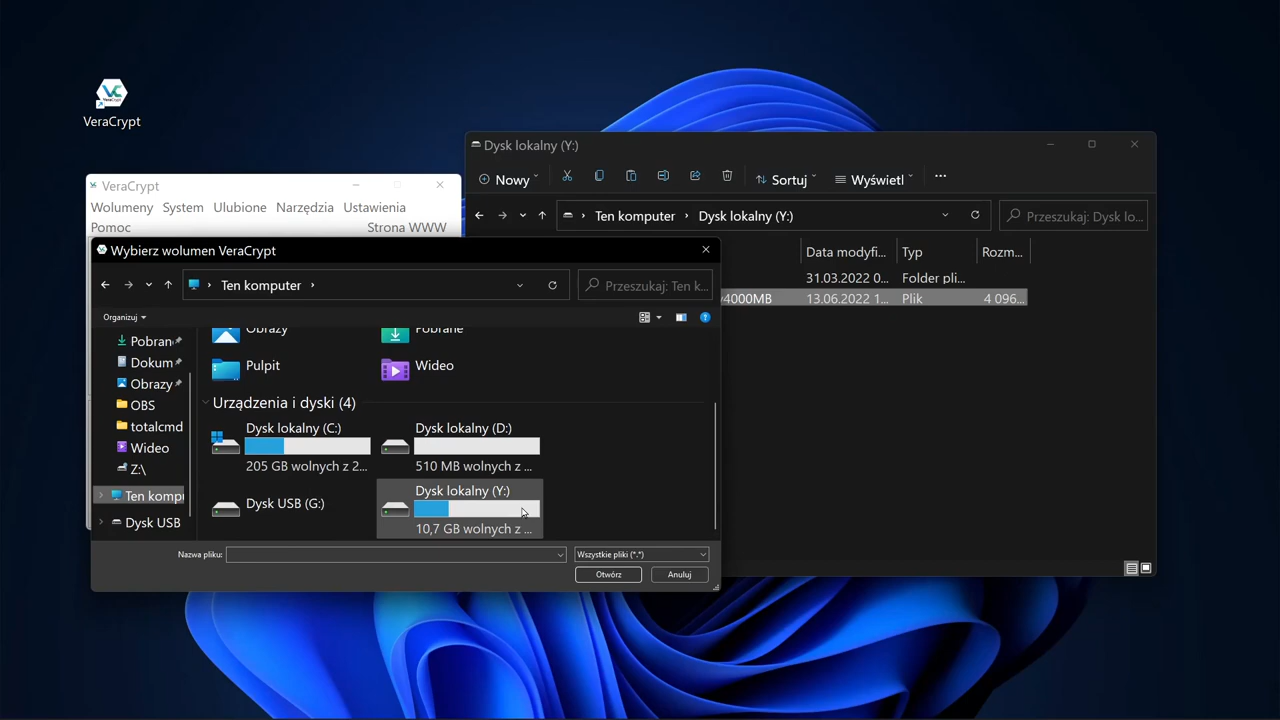 VeraCrypt
Dysk lokalny (Y:)
Nowy
Sortuj
Wyświetl
Ten komputer
Dysk lokalny (Y:)
Przeszukaj: Dysk lo...
Data modyfi...
Typ
Rozm...
31.03.2022 0...
Folder pli...
4000MB
13.06.2022 1...
Plik
4 096...
VeraCrypt
Wolumeny
System
Ulubione
Narzędzia
Ustawienia
Pomoc
Strona WWW
Wybierz wolumen VeraCrypt
Ten komputer
Przeszukaj: Ten k...
Organizuj
Pobran
Dokum
Obrazy
OBS
totalcmd
Wideo
Z:\
Ten kompu
Dysk USB
Obrazy
Pobrane
Pulpit
Wideo
Urządzenia i dyski (4)
Dysk lokalny (C:)
205 GB wolnych z 2...
Dysk lokalny (D:)
510 MB wolnych z ...
Dysk USB (G:)
Dysk lokalny (Y:)
10,7 GB wolnych z ...
Nazwa pliku:
Wszystkie pliki (*.*)
Otwórz
Anuluj